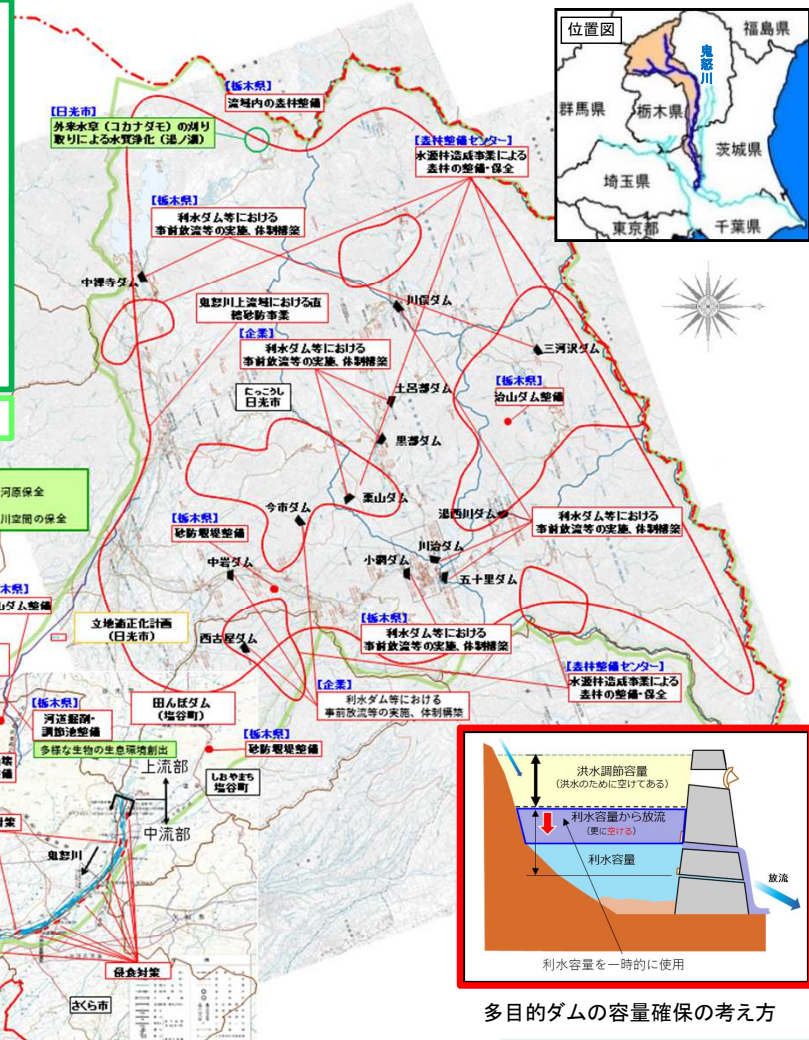 位置図
福島県
鬼怒川
群馬県
栃木県
茨城県
埼玉県
東京都
千葉県
【栃木県】
流域内の森林整備
【日光市】
外来水草（コカナダモ）の刈り
取りによる水質浄化（湯ノ湖）
【森林整備センター】
水源林造成事業による
森林の整備・保全
【栃木県】
利水ダム等における
事前放流等の実施、体制構築
中禅寺ダム
鬼怒川上流域における直
轄砂防事業
川俣ダム
三河沢ダム
【企業】
利水ダム等における
事前放流等の実施、体制構築
にっこうし
日光市
土呂部ダム
【栃木県】
治山ダム整備
黒部ダム
河原保全
川空間の保全
栗山ダム
今市ダム
湯西川ダム
利水ダム等における
事前放流等の実施、体制構築
【栃木県】
砂防堰堤整備
川治ダム
中岩ダム
小網ダム
五十里ダム
木県】
山ダム整備
立地適正化計画
（日光市）
西古屋ダム
【栃木県】
利水ダム等における
事前放流等の実施、体制構築
【森林整備センター】
水源林造成事業による
森林の整備・保全
【企業】
利水ダム等における
事前放流等の実施、体制構築
田んぼダム
（塩谷町）
【栃木県】
河道掘削・
調節池整備
多様な生物の生息環境創出
【栃木県】
砂防堰堤整備
上流部
しおやまち
塩谷町
中流部
鬼怒川
侵食対策
さくら市
洪水調節容量
（洪水のために空けてある）
利水容量から放流
（更に空ける）
利水容量
放流
利水容量を一時的に使用
多目的ダムの容量確保の考え方